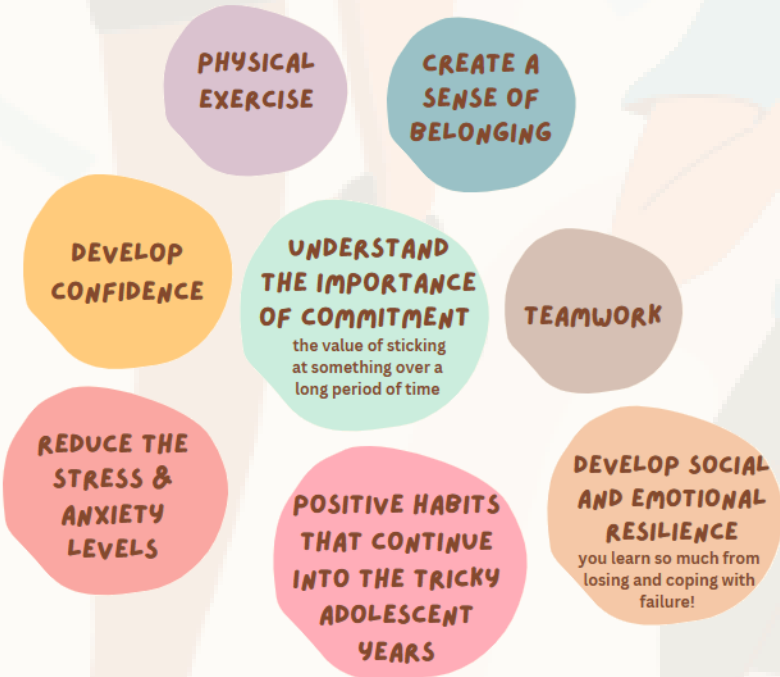 PHYSICAL
EXERCISE
CREATE A
SENSE OF
BELONGING
DEVELOP
CONFIDENCE
UNDERSTAND
THE IMPORTANCE
OF COMMITMENT
the value of sticking
at something over a
long period of time
TEAMWORK
REDUCE THE
STRESS &
ANXIETY
LEVELS
POSITIVE HABITS
THAT CONTINUE
INTO THE TRICKY
ADOLESCENT
YEARS
DEVELOP SOCIAL
AND EMOTIONAL
RESILIENCE
you learn so much from
losing and coping with
failure!